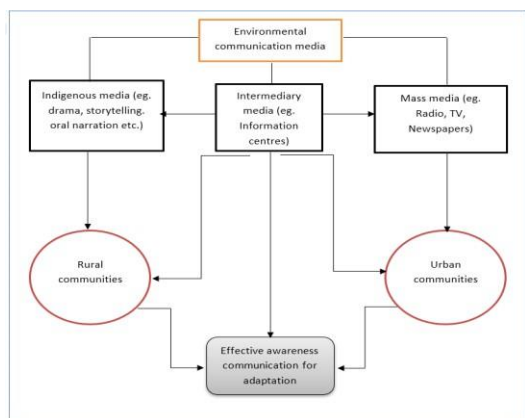 Environmental
communication media
Indigenous media (eg.
drama, storytelling.
oral narration etc.)
Intermediary
media (eg.
Information
centres)
Mass media (eg.
Radio, TV,
Newspapers)
Rural
communities
Urban
communities
Effective awareness
communication for
adaptation